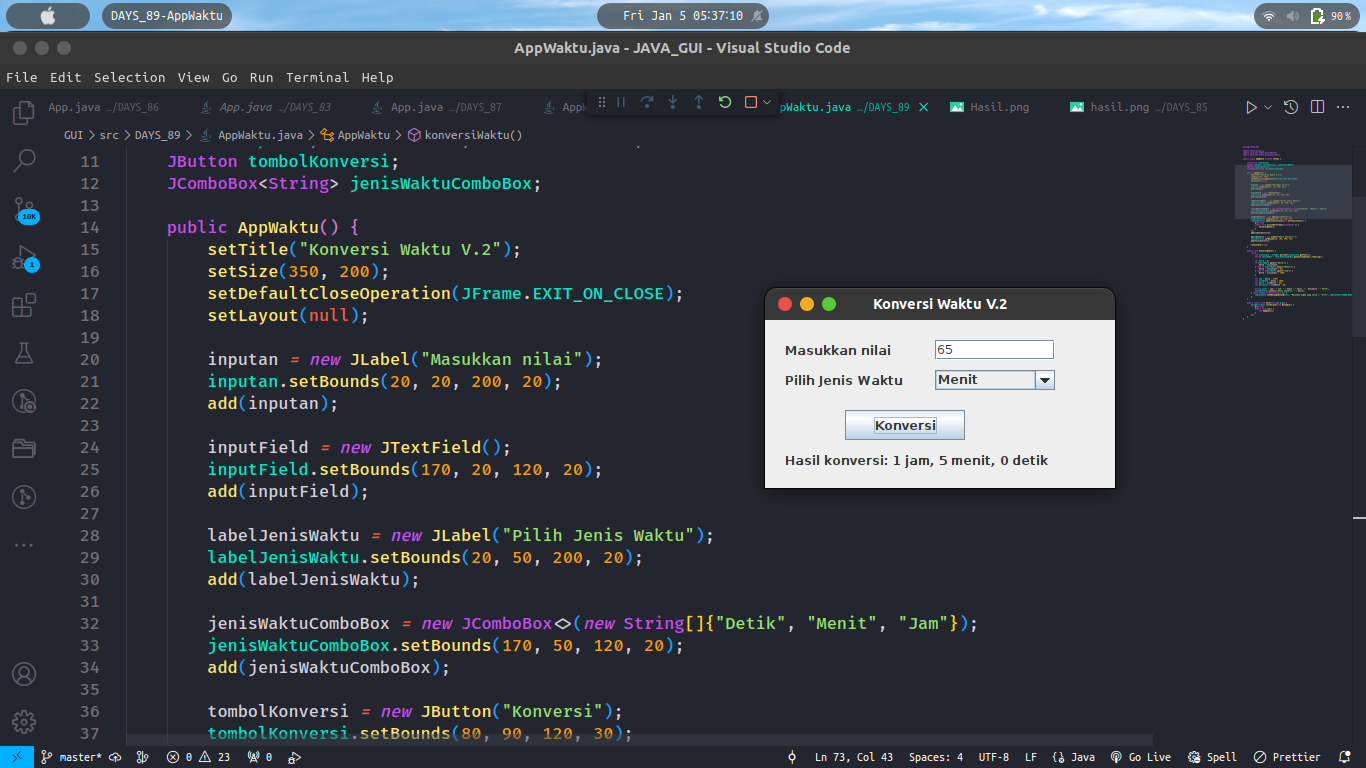 DAYS_89-AppWaktu
Fri Jan 5 05:37:10
90%
AppWaktu.java - JAVA_GUI - Visual Studio Code
File Edit Selection View Go Run Terminal Help
App.java …/DAYS_86
App.java …/DAYS_83
App.java …/DAYS_87
pWaktu.java …/DAYS_89
Hasil.png
hasil.png …/DAYS_85
GUI > src > DAYS_89 > AppWaktu.java > AppWaktu > konversiWaktu()
11 JButton tombolKonversi;
12 JComboBox<String> jenisWaktuComboBox;
13
14 public AppWaktu() {
15 setTitle("Konversi Waktu V.2");
16 setSize(350, 200);
17 setDefaultCloseOperation(JFrame.EXIT_ON_CLOSE);
18 setLayout(null);
19
20 inputan = new JLabel("Masukkan nilai");
21 inputan.setBounds(20, 20, 200, 20);
22 add(inputan);
23
24 inputField = new JTextField();
25 inputField.setBounds(170, 20, 120, 20);
26 add(inputField);
27
28 labelJenisWaktu = new JLabel("Pilih Jenis Waktu");
29 labelJenisWaktu.setBounds(20, 50, 200, 20);
30 add(labelJenisWaktu);
31
32 jenisWaktuComboBox = new JComboBox<>(new String[]{"Detik", "Menit", "Jam"});
33 jenisWaktuComboBox.setBounds(170, 50, 120, 20);
34 add(jenisWaktuComboBox);
35
36 tombolKonversi = new JButton("Konversi");
37 tombolKonversi.setBounds(80, 90, 120, 30);
Konversi Waktu V.2
Masukkan nilai 65
Pilih Jenis Waktu Menit
Konversi
Hasil konversi: 1 jam, 5 menit, 0 detik
10K
1
master* 0 23 0 Ln 73, Col 43 Spaces: 4 UTF-8 LF {} Java Go Live Spell Prettier